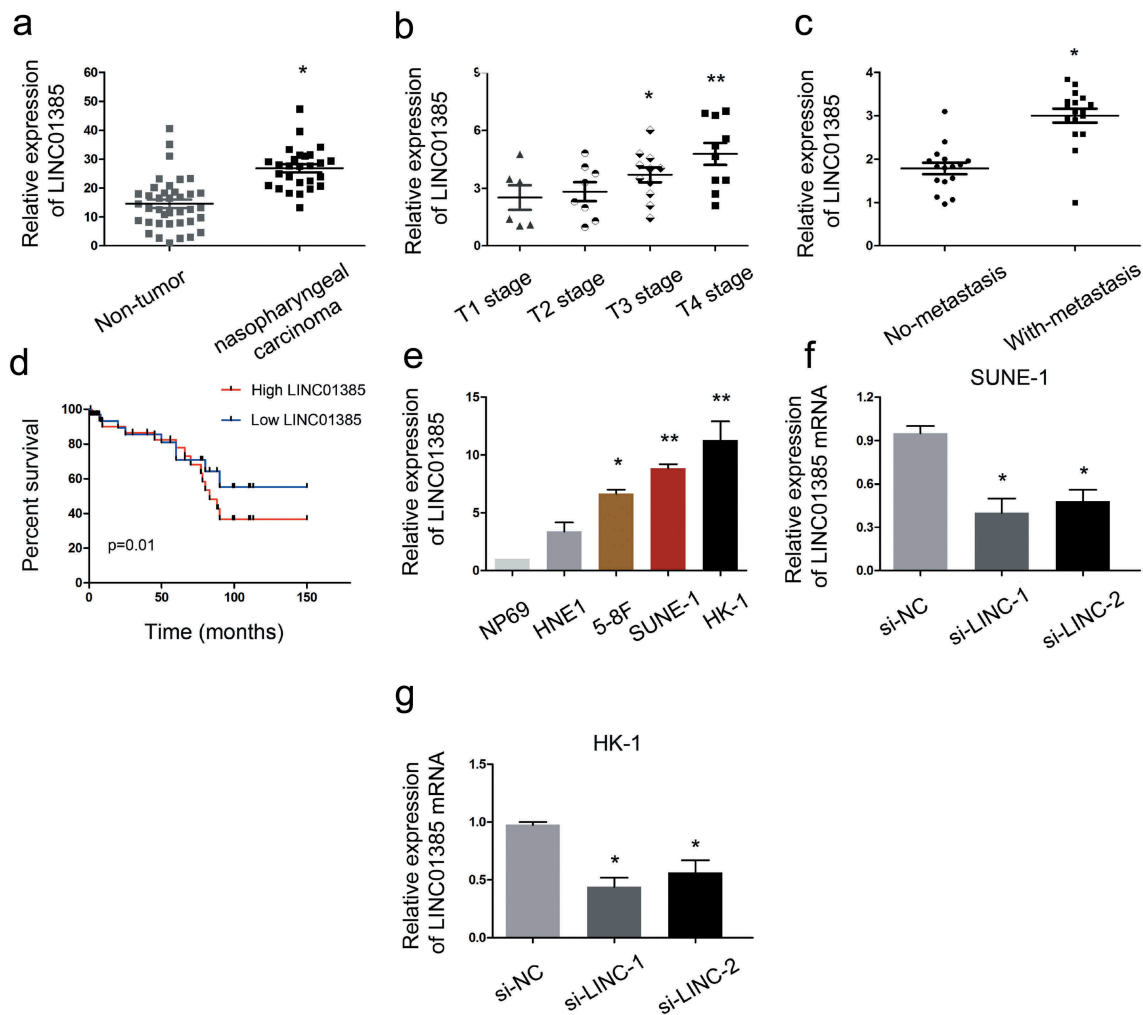 a
Relative expression
of LINC01385
60
50
40
30
20
10
0
*
Non-tumor
nasopharyngeal
carcinoma
b
Relative expression
of LINC01385
9
6
3
0
*
**
T1 stage
T2 stage
T3 stage
T4 stage
c
Relative expression
of LINC01385
4
3
2
1
0
*
No-metastasis
With-metastasis
d
High LINC01385
Low LINC01385
Percent survival
100
80
60
40
20
0
p=0.01
0
50
100
150
Time (months)
e
Relative expression
of LINC01385
15
10
5
0
*
**
**
NP69
HNE1
5-8F
SUNE-1
HK-1
f
SUNE-1
Relative expression
of LINC01385 mRNA
1.2
0.9
0.6
0.3
0.0
*
*
si-NC
si-LINC-1
si-LINC-2
g
HK-1
Relative expression
of LINC01385 mRNA
1.5
1.0
0.5
0.0
*
*
si-NC
si-LINC-1
si-LINC-2